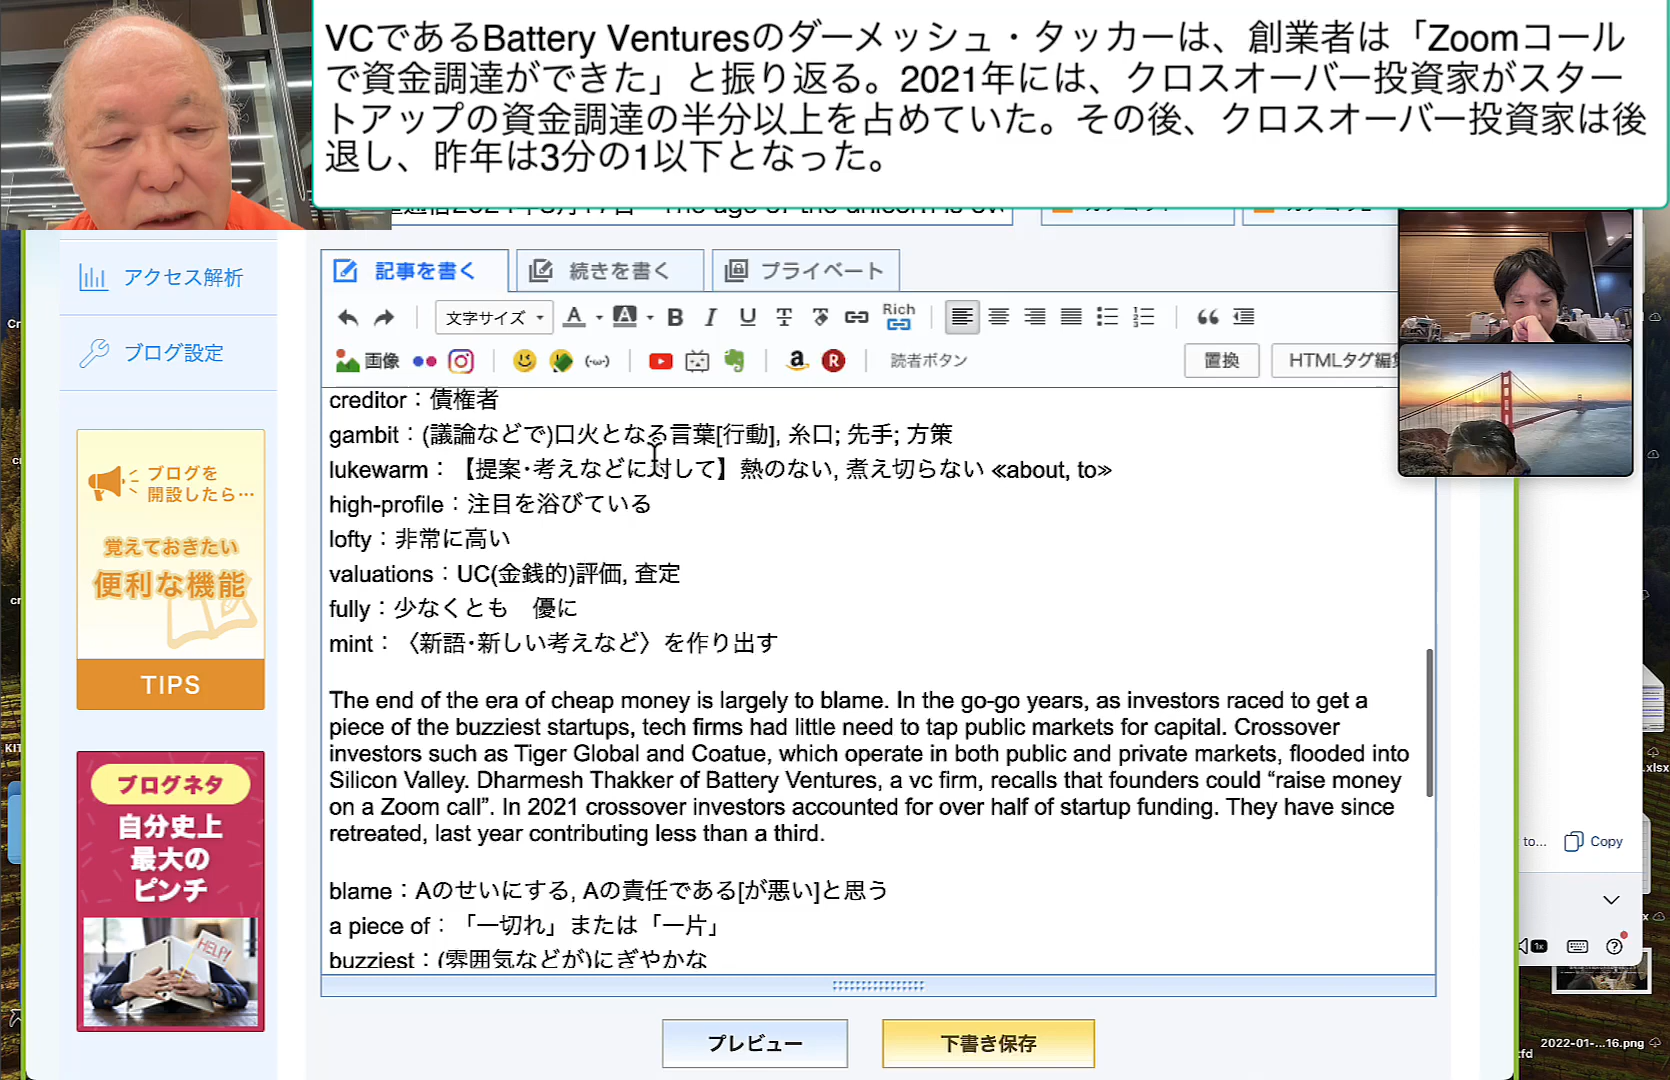 VCであるBattery Venturesのダーメッシュ・タッカーは、創業者は「Zoomコール
で資金調達ができた」と振り返る。2021年には、クロスオーバー投資家がスター
トアップの資金調達の半分以上を占めていた。その後、クロスオーバー投資家は後
退し、昨年は3分の1以下となった。
アクセス解析
ブログ設定
ブログを
開設したら…
覚えておきたい
便利な機能
TIPS
ブログネタ
自分史上
最大の
ピンチ
HELP!
記事を書く
続きを書く
プライベート
文字サイズ
A
A
B
I
U
T
Rich
画像
a
R
読者ボタン
置換
HTMLタグ編集
creditor：債権者
gambit：(議論などで)口火となる言葉[行動], 糸口; 先手; 方策
lukewarm：【提案･考えなどに対して】熱のない, 煮え切らない ≪about, to≫
high-profile：注目を浴びている
lofty：非常に高い
valuations：UC(金銭的)評価, 査定
fully：少なくとも　優に
mint：〈新語･新しい考えなど〉を作り出す
The end of the era of cheap money is largely to blame. In the go-go years, as investors raced to get a
piece of the buzziest startups, tech firms had little need to tap public markets for capital. Crossover
investors such as Tiger Global and Coatue, which operate in both public and private markets, flooded into
Silicon Valley. Dharmesh Thakker of Battery Ventures, a vc firm, recalls that founders could “raise money
on a Zoom call”. In 2021 crossover investors accounted for over half of startup funding. They have since
retreated, last year contributing less than a third.
blame：Aのせいにする, Aの責任である[が悪い]と思う
a piece of：「一切れ」または「一片」
buzziest：(雰囲気などが)にぎやかな
プレビュー
下書き保存
.xlsx
to...
Copy
1x
2022-01-...16.png